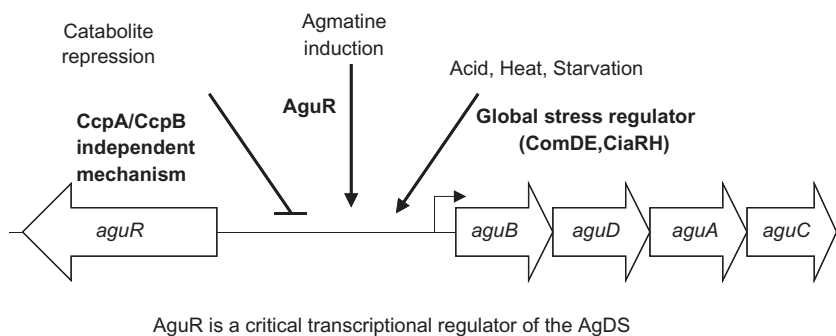 Catabolite
repression
Agmatine
induction
Acid, Heat, Starvation
AguR
CcpA/CcpB
independent
mechanism
Global stress regulator
(ComDE,CiaRH)
aguR
aguB
aguD
aguA
aguC
AguR is a critical transcriptional regulator of the AgDS